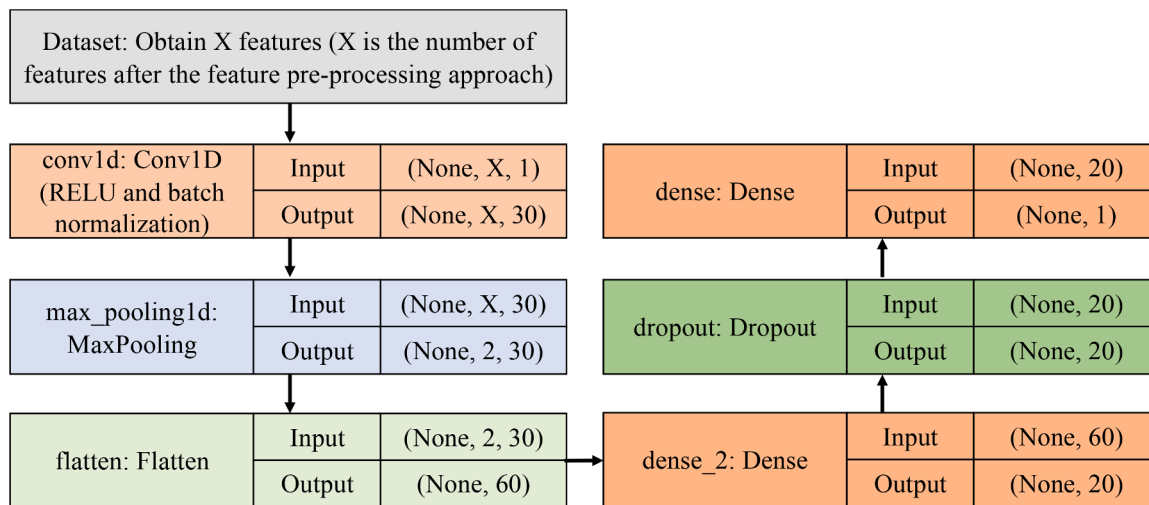 Dataset: Obtain X features (X is the number of
features after the feature pre-processing approach)
conv1d: Conv1D
(RELU and batch
normalization)
Input
(None, X, 1)
Output
(None, X, 30)
max_pooling1d:
MaxPooling
Input
(None, X, 30)
Output
(None, 2, 30)
flatten: Flatten
Input
(None, 2, 30)
Output
(None, 60)
dense_2: Dense
Input
(None, 60)
Output
(None, 20)
dropout: Dropout
Input
(None, 20)
Output
(None, 20)
dense: Dense
Input
(None, 20)
Output
(None, 1)